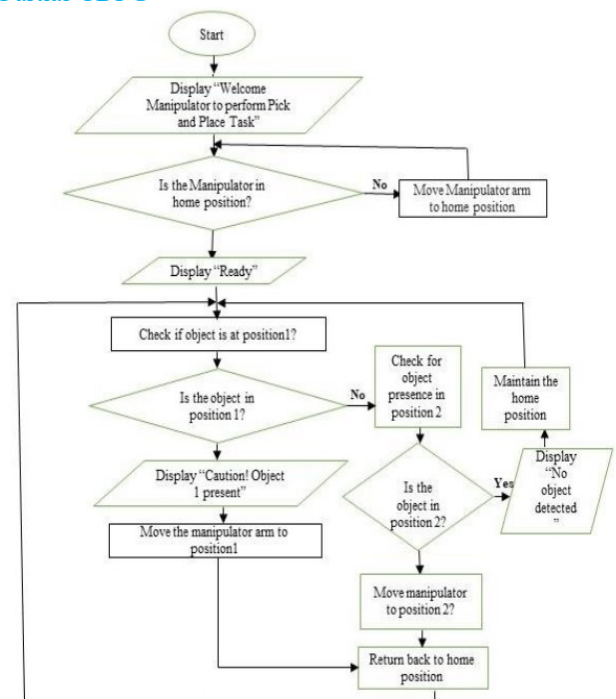 Start
Display “Welcome
Manipulator to perform Pick
and Place Task”
Is the Manipulator in
home position?
No
Move Manipulator arm
to home position
Display “Ready”
Check if object is at position1?
Is the object in
position 1?
No
Check for
object
presence in
position 2
Maintain the
home
position
Display “Caution! Object
1 present”
Is the
object in
position 2?
Yes
Display
“No
object
detected
”
Move the manipulator arm to
position1
Move manipulator
to position 2?
Return back to home
position